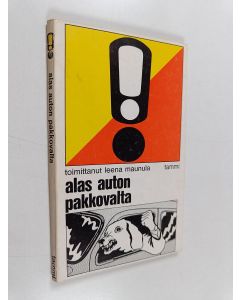 alas auton pakkovalta
tammi
toimittanut leena maunula tammi
alas auton
pakkovalta